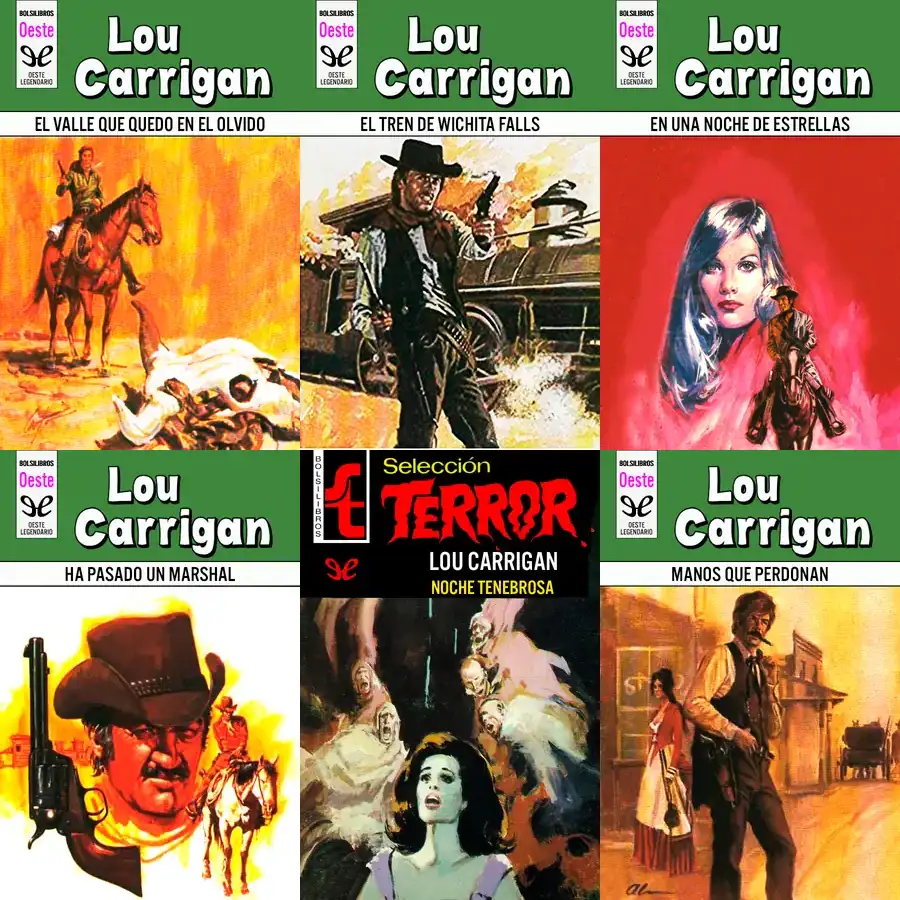 BOLSILIBROS
Oeste
OESTE
LEGENDARIO
Lou
Carrigan
EL VALLE QUE QUEDO EN EL OLVIDO
BOLSILIBROS
Oeste
OESTE
LEGENDARIO
Lou
Carrigan
EL TREN DE WICHITA FALLS
BOLSILIBROS
Oeste
OESTE
LEGENDARIO
Lou
Carrigan
EN UNA NOCHE DE ESTRELLAS
BOLSILIBROS
Oeste
OESTE
LEGENDARIO
Lou
Carrigan
HA PASADO UN MARSHAL
BOLSILIBROS
st
Selección
TERROR
LOU CARRIGAN
NOCHE TENEBROSA
BOLSILIBROS
Oeste
OESTE
LEGENDARIO
Lou
Carrigan
MANOS QUE PERDONAN